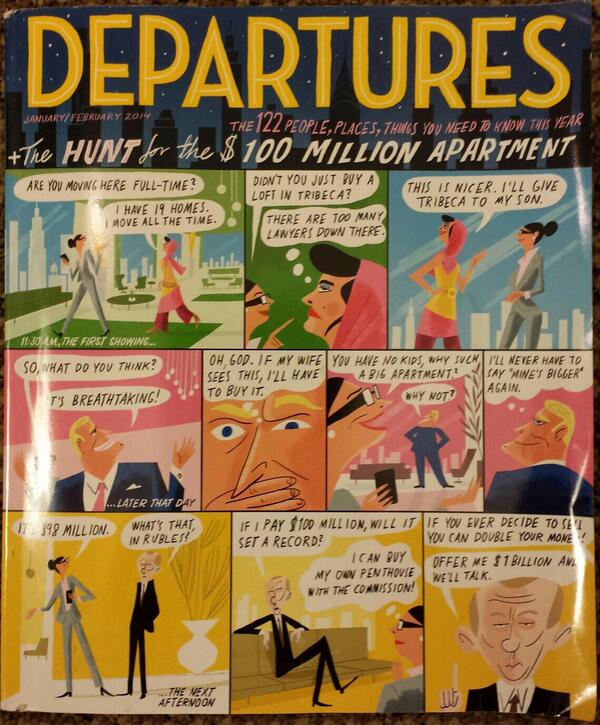 DEPARTURES
JANUARY/FEBRUARY 2014
THE 122 PEOPLE, PLACES, THINGS YOU NEED TO KNOW THIS YEAR
+The HUNT for the $100 MILLION APARTMENT
ARE YOU MOVING HERE FULL-TIME?
I HAVE 19 HOMES.
I MOVE ALL THE TIME.
11:30 A.M., THE FIRST SHOWING...
DIDN'T YOU JUST BUY A
LOFT IN TRIBECA?
THERE ARE TOO MANY
LAWYERS DOWN THERE.
THIS IS NICER. I'LL GIVE
TRIBECA TO MY SON.
SO, WHAT DO YOU THINK?
IT'S BREATHTAKING!
...LATER THAT DAY
OH, GOD. IF MY WIFE
SEES THIS, I'LL HAVE
TO BUY IT.
YOU HAVE NO KIDS, WHY SUCH
A BIG APARTMENT?
WHY NOT?
I'LL NEVER HAVE TO
SAY "MINE'S BIGGER"
AGAIN.
IT'S $98 MILLION.
WHAT'S THAT,
IN RUBLES?
...THE NEXT
AFTERNOON
IF I PAY $100 MILLION, WILL IT
SET A RECORD?
I CAN BUY
MY OWN PENTHOUSE
WITH THE COMMISSION!
IF YOU EVER DECIDE TO SELL
YOU CAN DOUBLE YOUR MONEY!
OFFER ME $1 BILLION AND
WE'LL TALK.